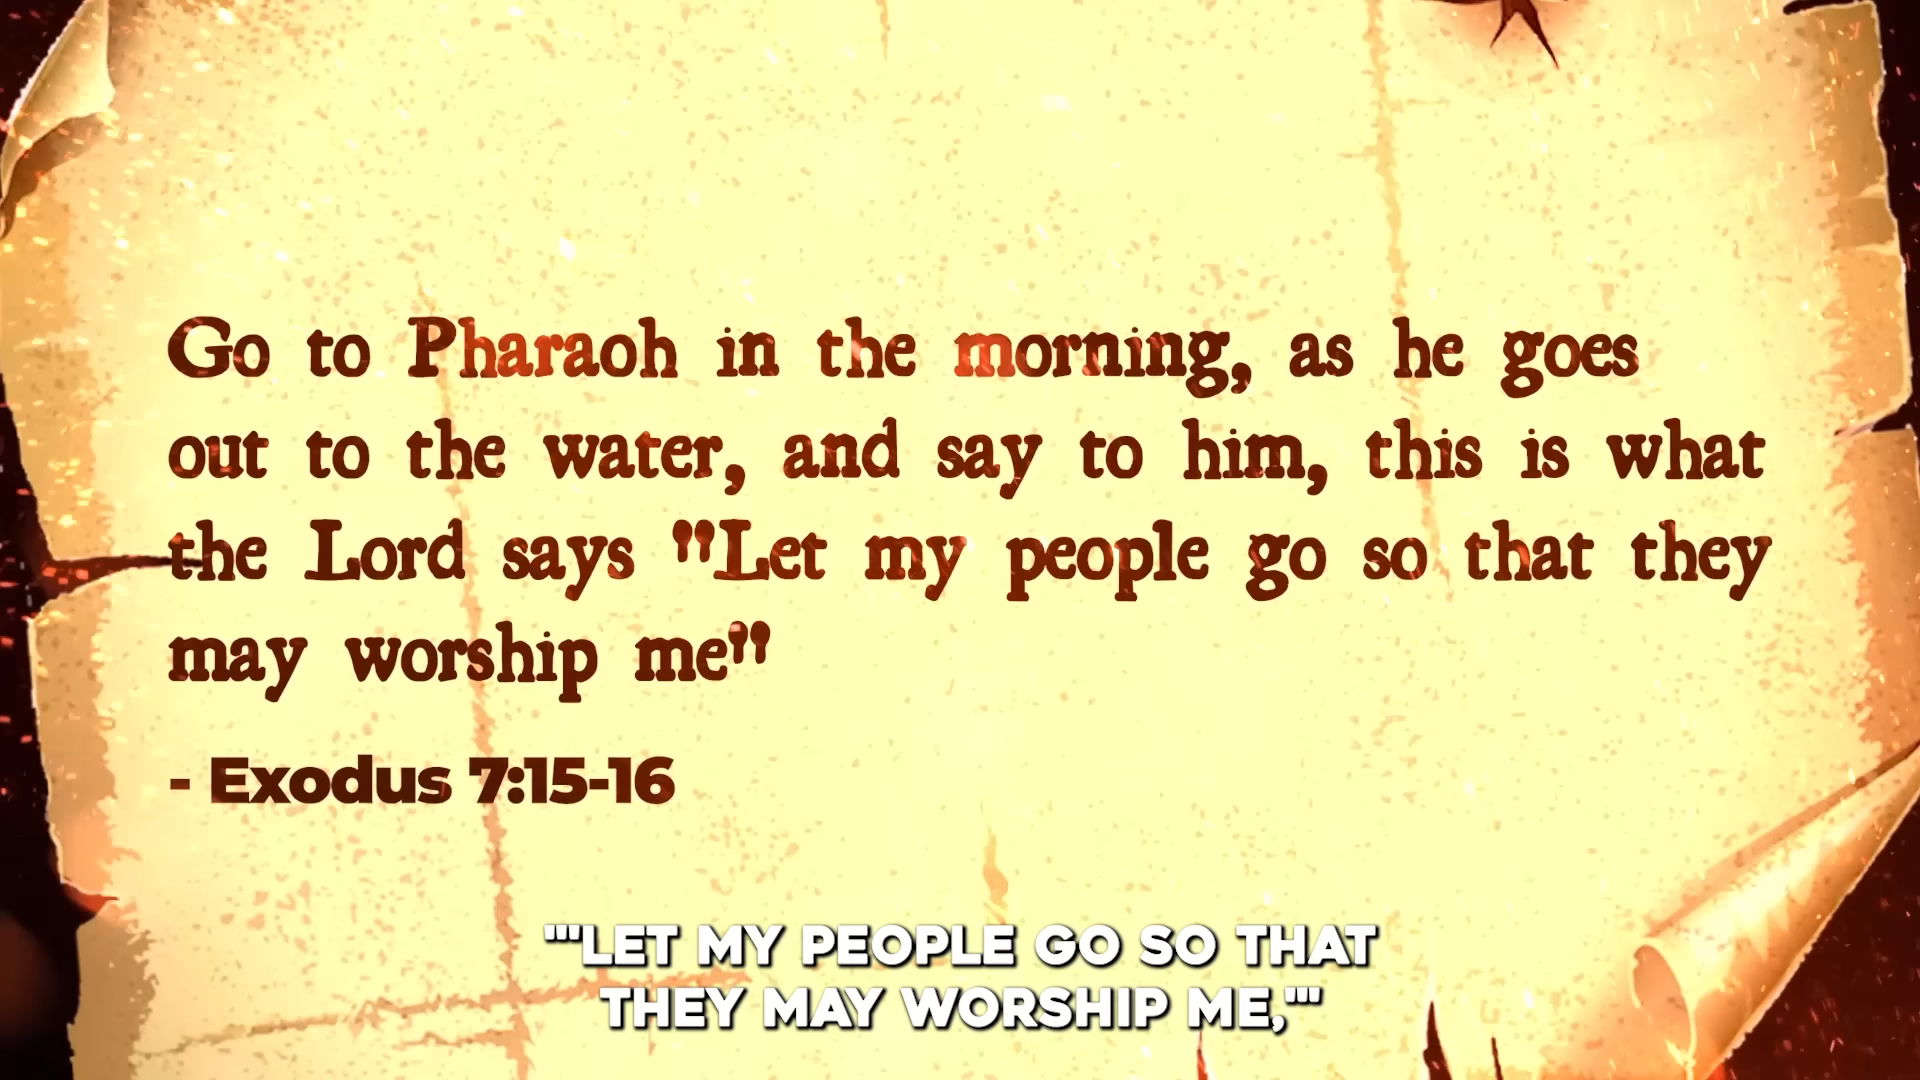 Go to Pharaoh in the morning, as he goes
out to the water, and say to him, this is what
the Lord says "Let my people go so that they
may worship me"
- Exodus 7:15-16
"'LET MY PEOPLE GO SO THAT
THEY MAY WORSHIP ME,'"